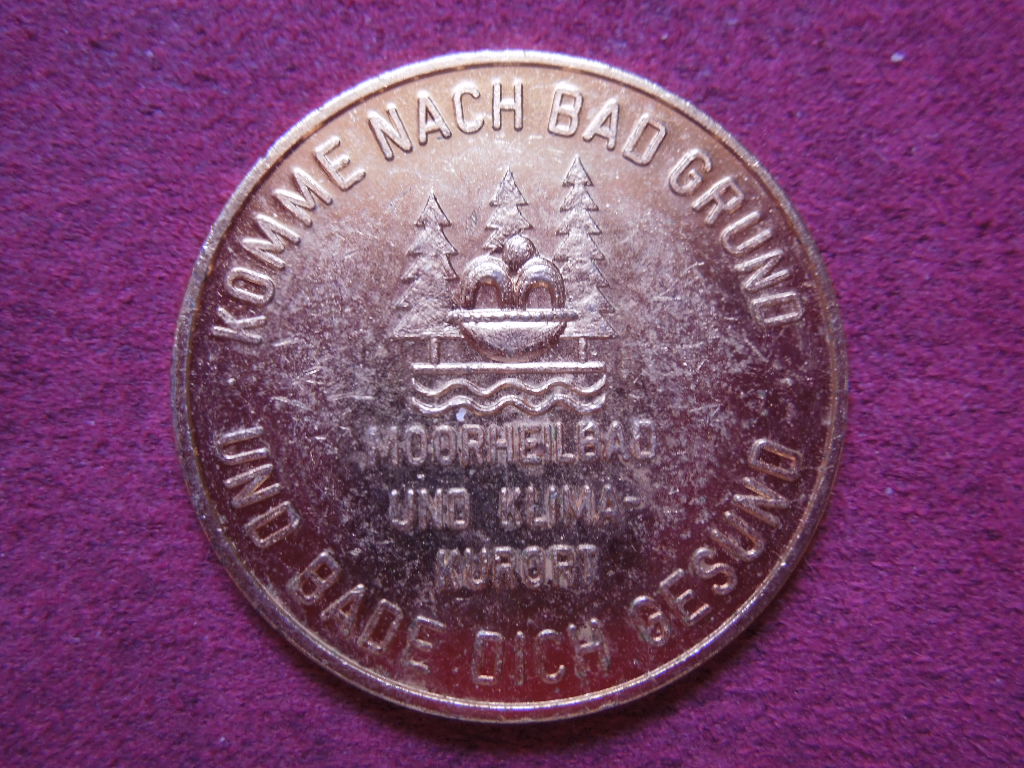 KOMME NACH BAD GRUND
MOORHEILBAD
UND KLIMA-
KURORT
UND BADE DICH GESUND